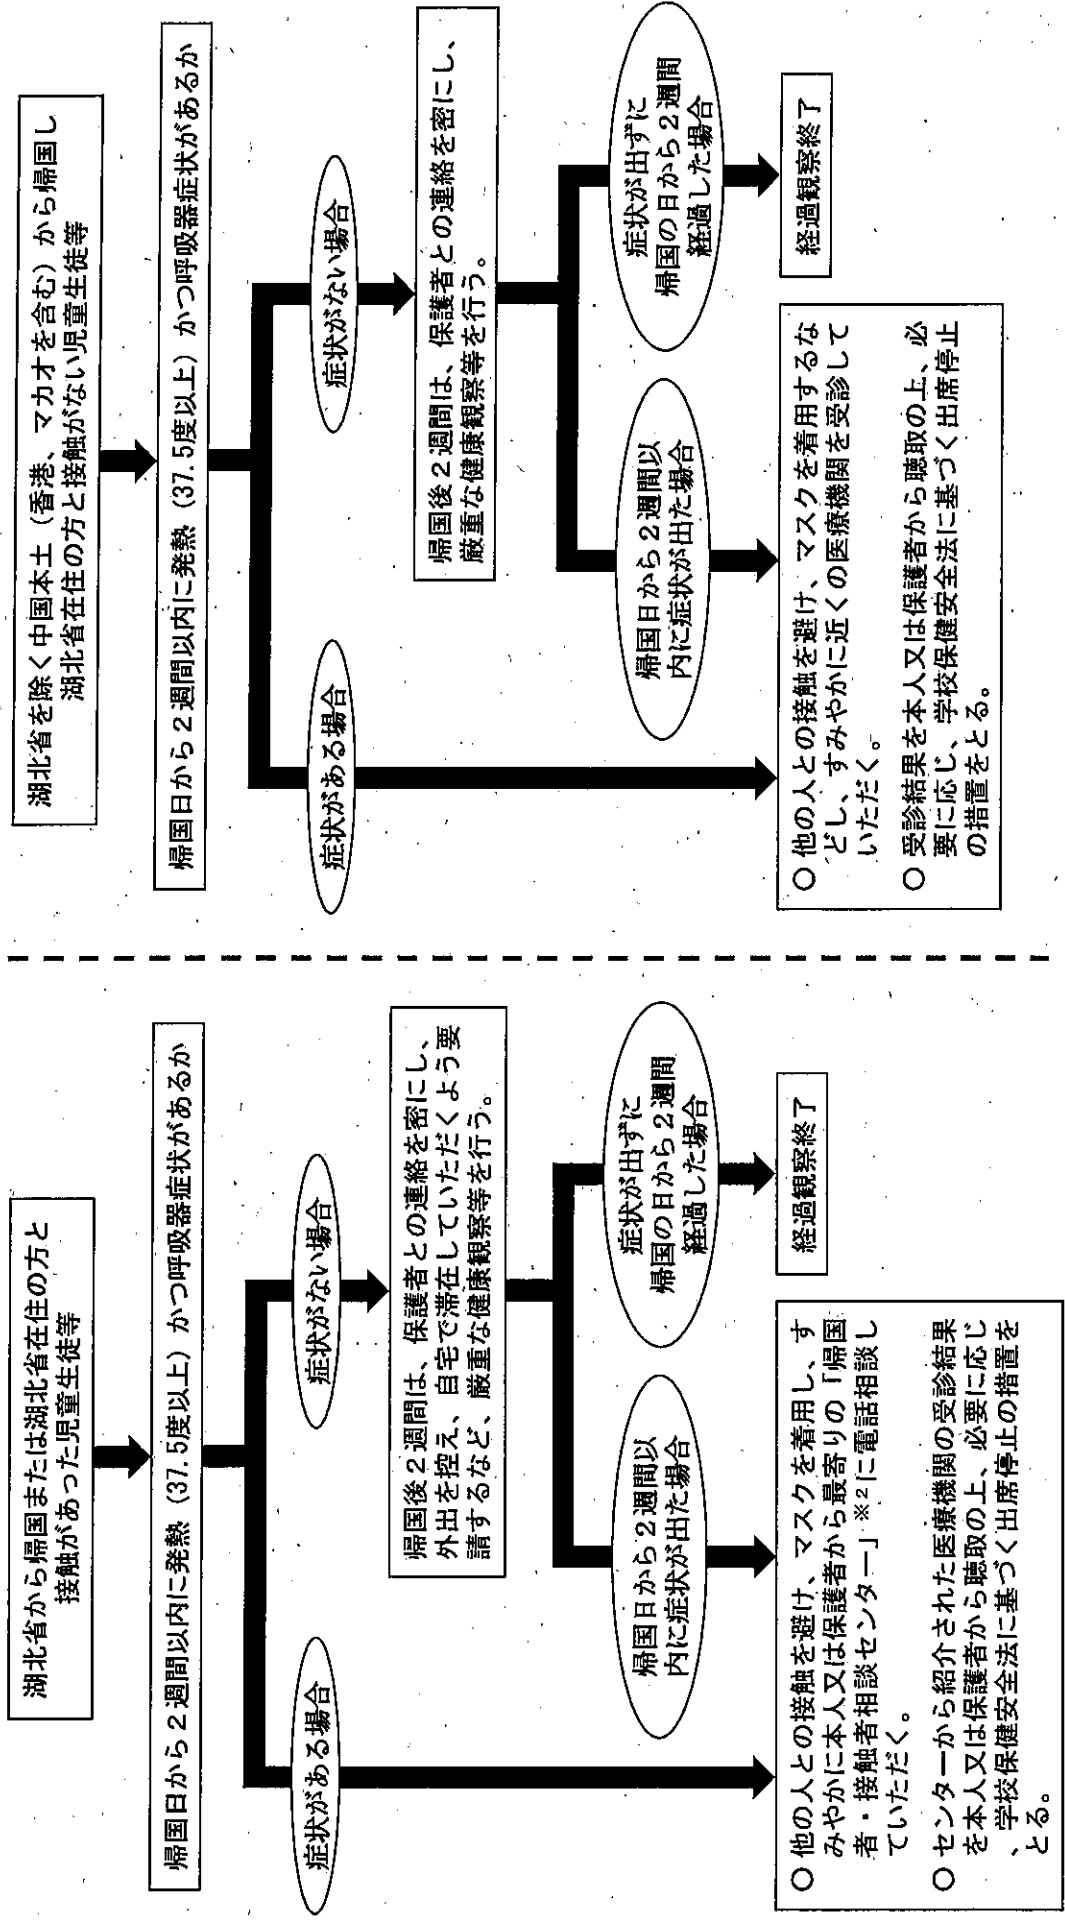 湖北省から帰国または湖北省在住の方と
接触があった児童生徒等
帰国日から2週間以内に発熱（37.5度以上）かつ呼吸器症状があるか
症状がある場合
症状がない場合
帰国後2週間は、保護者との連絡を密にし、
外出を控え、自宅で滞在していただくよう要
請するなど、厳重な健康観察等を行う。
帰国日から2週間以
内に症状が出た場合
症状が出ずに
帰国の日から2週間
経過した場合
○ 他の人との接触を避け、マスクを着用し、す
みやかに本人又は保護者から最寄りの「帰国
者・接触者相談センター」※2に電話相談し
ていただく。
○ センターから紹介された医療機関の受診結果
を本人又は保護者から聴取の上、必要に応じ
、学校保健安全法に基づく出席停止の措置を
とる。
経過観察終了
湖北省を除く中国本土（香港、マカオを含む）から帰国し
湖北省在住の方と接触がない児童生徒等
帰国日から2週間以内に発熱（37.5度以上）かつ呼吸器症状があるか
症状がある場合
症状がない場合
帰国後2週間は、保護者との連絡を密にし、
厳重な健康観察等を行う。
帰国日から2週間以
内に症状が出た場合
症状が出ずに
帰国の日から2週間
経過した場合
○ 他の人との接触を避け、マスクを着用するな
どし、すみやかに近くの医療機関を受診して
いただく。
○ 受診結果を本人又は保護者から聴取の上、必
要に応じ、学校保健安全法に基づく出席停止
の措置をとる。
経過観察終了